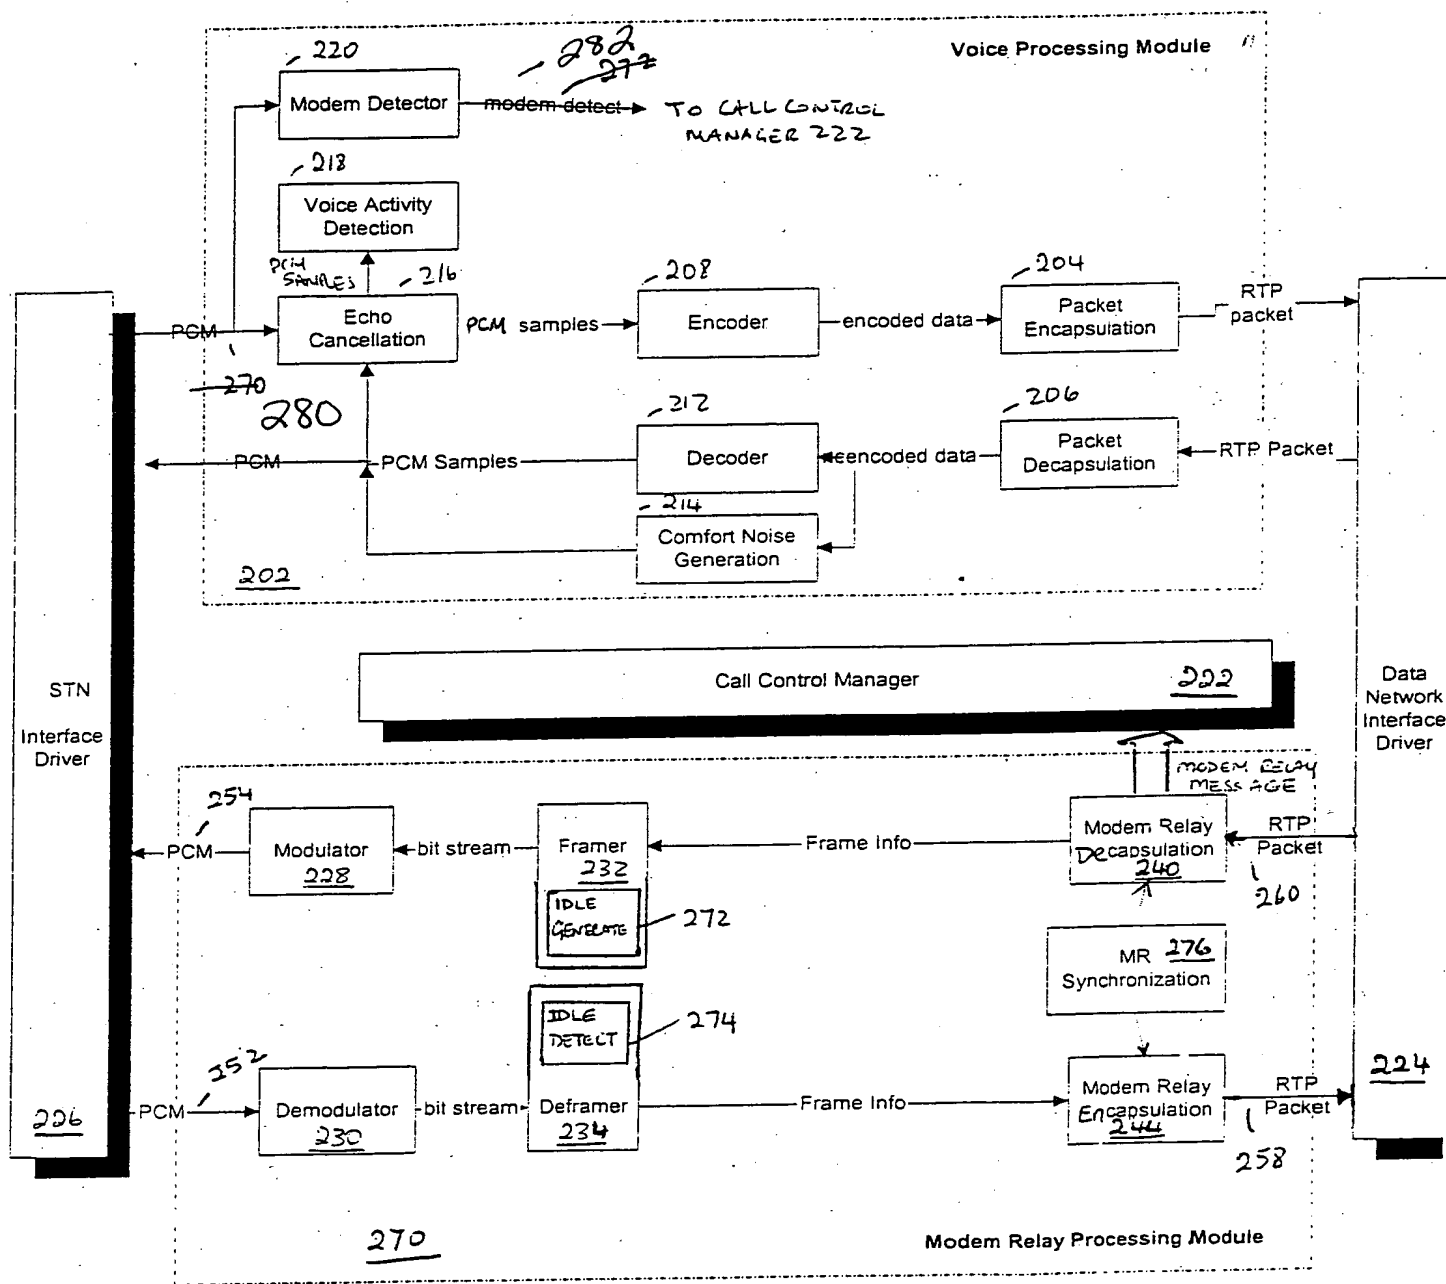 Voice Processing Module
220
282
272
Modem Detector
modem detect
TO CALL CONTROL
MANAGER 222
218
Voice Activity
Detection
PCM
SAMPLES
216
208
204
PCM
Echo
Cancellation
PCM samples
Encoder
encoded data
Packet
Encapsulation
RTP
packet
270
280
212
206
PCM
PCM Samples
Decoder
encoded data
Packet
Decapsulation
RTP Packet
214
Comfort Noise
Generation
202
STN
Interface
Driver
Call Control Manager
222
Data
Network
Interface
Driver
MODEM RELAY
MESSAGE
254
PCM
Modulator
228
bit stream
Framer
232
Frame Info
Modem Relay
Decapsulation
240
RTP
Packet
260
IDLE
GENERATE
272
MR 276
Synchronization
IDLE
DETECT
274
252
226
PCM
Demodulator
230
bit stream
Deframer
234
Frame Info
Modem Relay
Encapsulation
244
RTP
Packet
258
224
270
Modem Relay Processing Module